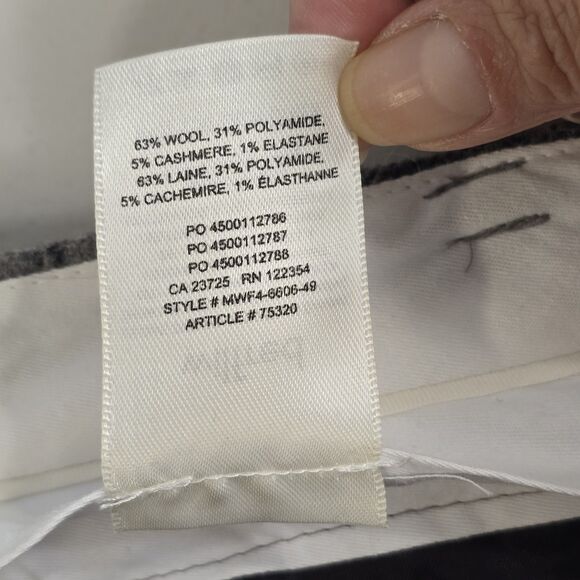 63% WOOL, 31% POLYAMIDE,
5% CASHMERE, 1% ELASTANE
63% LAINE, 31% POLYAMIDE,
5% CACHEMIRE, 1% ÉLASTHANNE
PO 4500112786
PO 4500112787
PO 4500112788
CA 23725 RN 122354
STYLE # MWF4-6606-49
ARTICLE # 75320